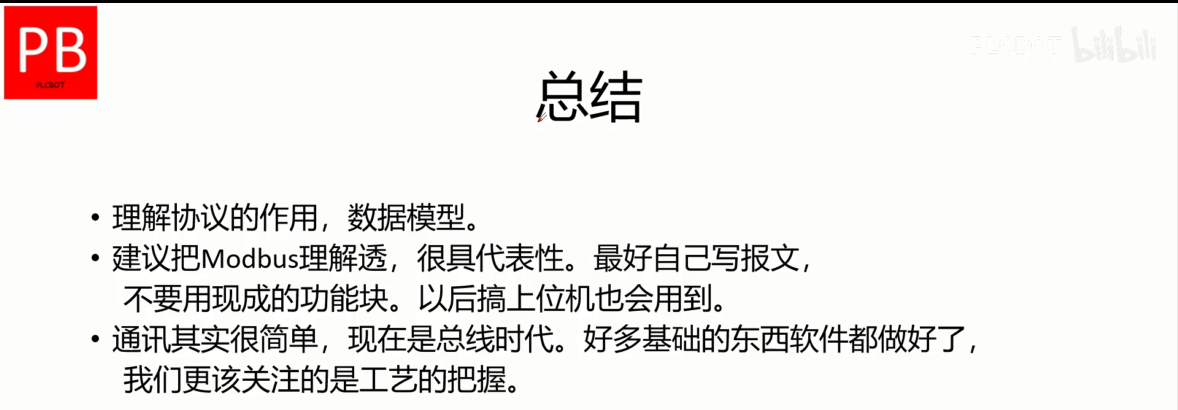 PB
PLCBOT
PLCBOT bilibili
总结
• 理解协议的作用，数据模型。
• 建议把Modbus理解透，很具代表性。最好自己写报文，
不要用现成的功能块。以后搞上位机也会用到。
• 通讯其实很简单，现在是总线时代。好多基础的东西软件都做好了，
我们更该关注的是工艺的把握。